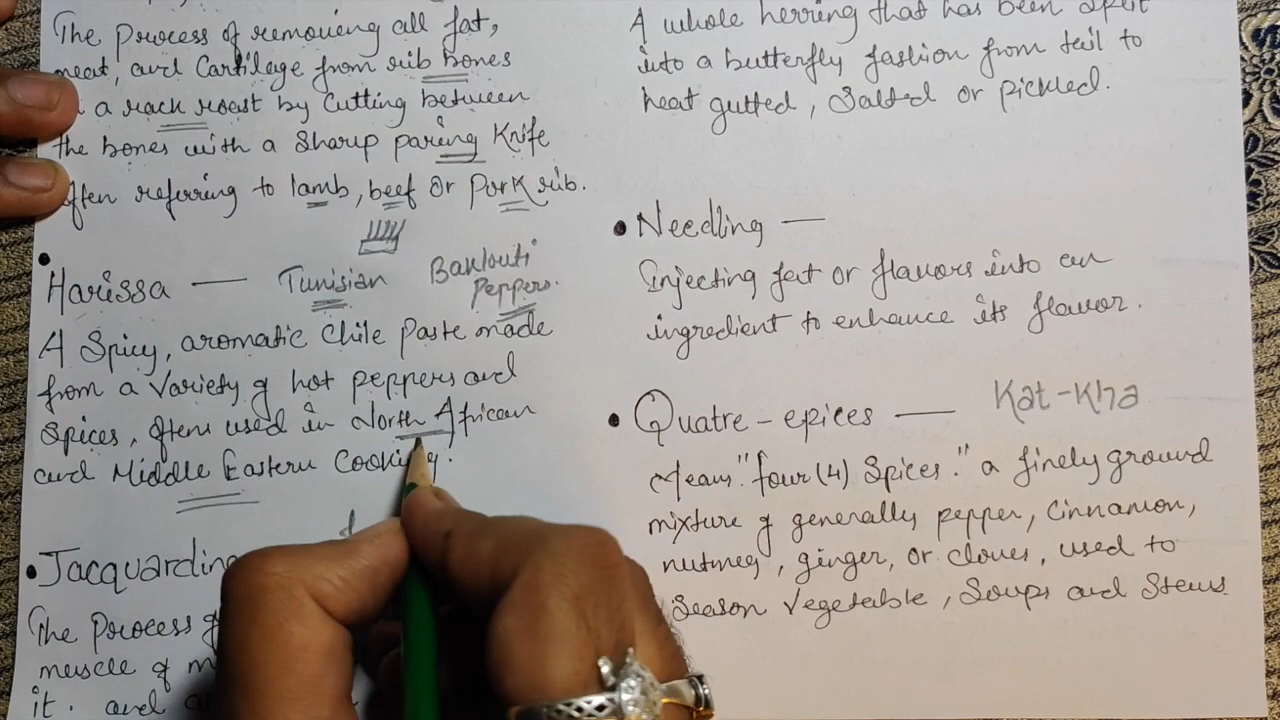 The process of removing all fat,
meat, and Cartilage from rib bones
a rack roast by Cutting between
the bones with a Sharp paring Knife
Often referring to lamb, beef or Pork rib.
• Harissa — Tunisian Baklouti
Peppers.
A Spicy, aromatic Chile Paste made
from a Variety of hot peppers and
Spices, Often used in North African
and Middle Eastern Cooking.
• Jacquarding
The Process of
muscle of
it. and
A whole herring that has been Split
into a butterfly fashion from tail to
heat gutted, Salted or pickled.
• Needling —
Injecting fat or flavors into an
ingredient to enhance its flavor.
• Quatre-epices — Kat-Kha
Means "four (4) Spices." a finely ground
mixture of generally pepper, Cinnamon,
nutmeg, ginger, or cloves, used to
Season Vegetable, Soups and Stews